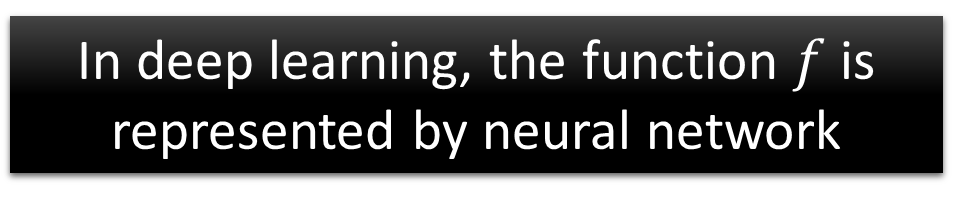 In deep learning, the function 𝑓 is
represented by neural network